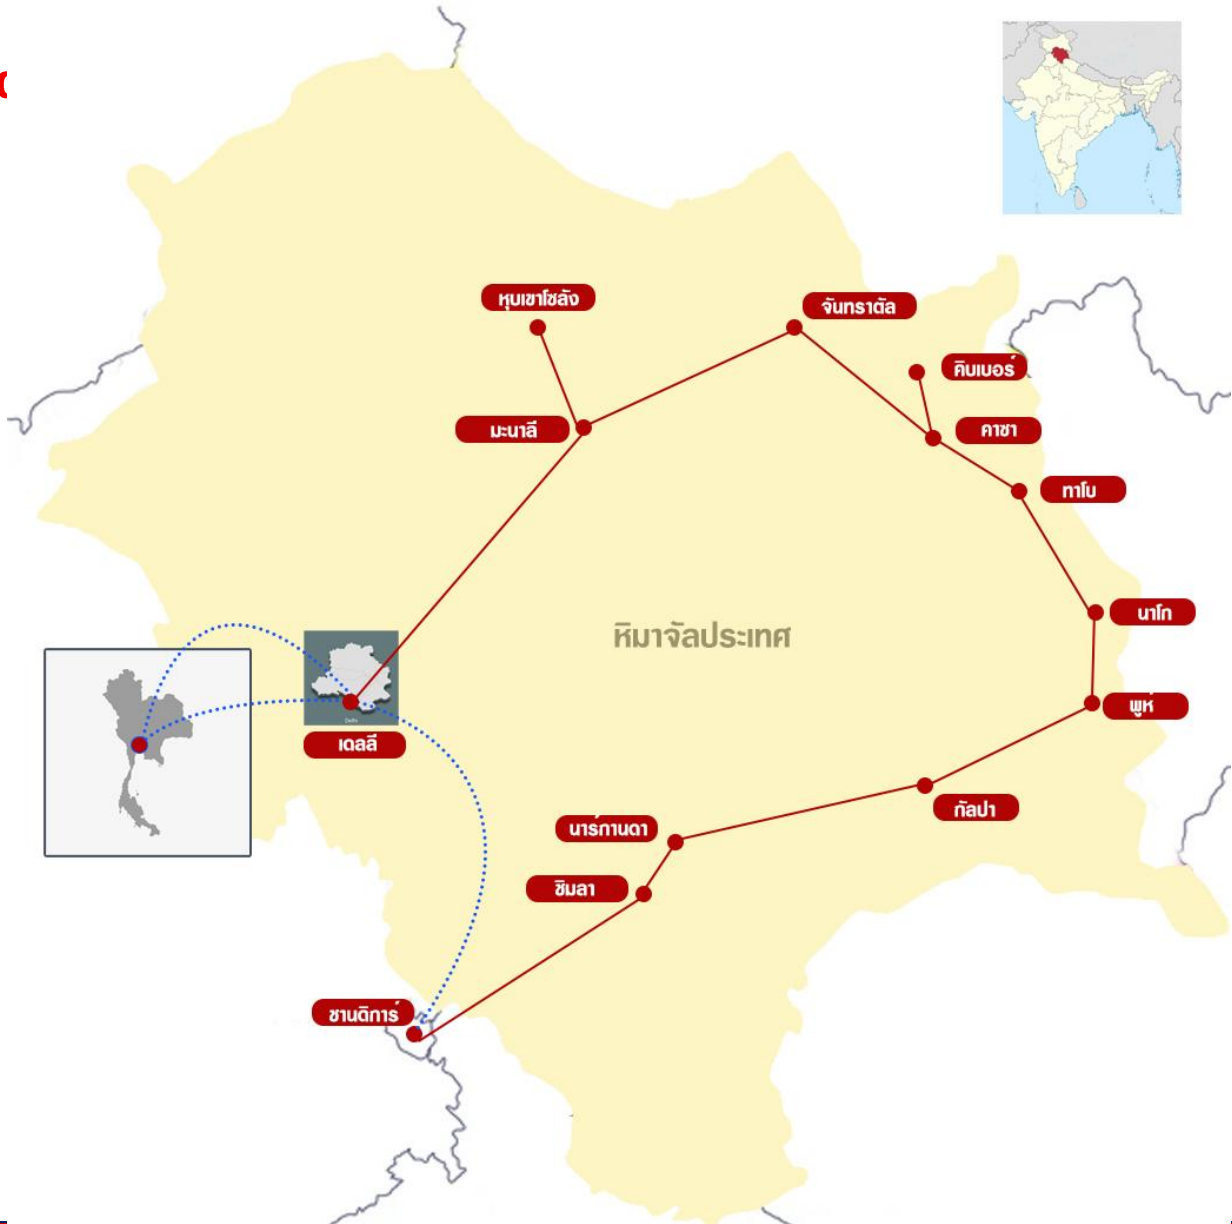 หุบเขาโซลัง
จันทราตัล
คิบเบอร์
มะนาลี
คาซา
ทาโบ
นาโก
หิมาจัลประเทศ
พูห์
Delhi
เดลลี
กัลปา
นาร์กานดา
ชิมลา
ชานดิการ์